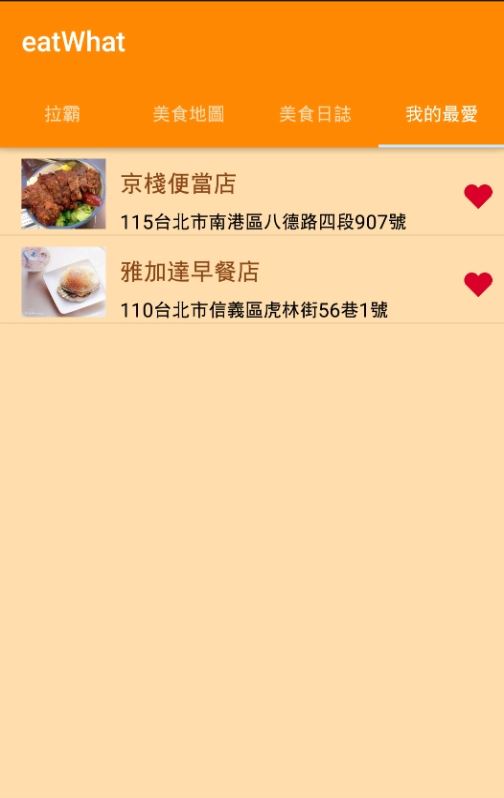 eatWhat
拉霸 美食地圖 美食日誌 我的最愛
京棧便當店
115台北市南港區八德路四段907號
雅加達早餐店
110台北市信義區虎林街56巷1號